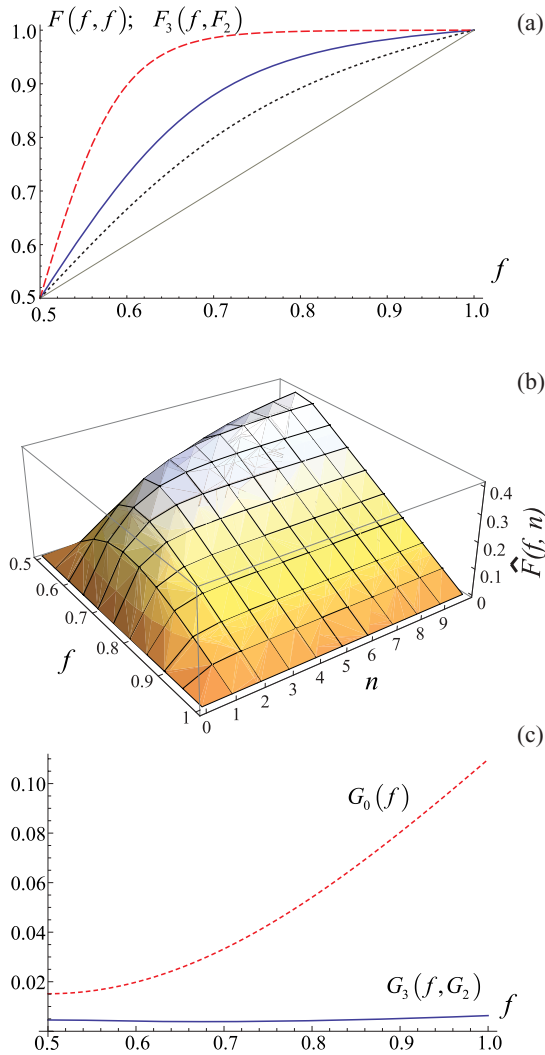 F(f,f); F₃(f,F₂) (a)
1.0
0.9
0.8
0.7
0.6
0.5
0.5 0.6 0.7 0.8 0.9 1.0
f
(b)
0.4
0.3
0.2
0.1
0
F̂(f, n)
0.5
0.6
0.7
0.8
0.9
1
f
0 1 2 3 4 5 6 7 8 9
n
(c)
0.10
0.08
0.06
0.04
0.02
G₀(f)
G₃(f,G₂)
f
0.5 0.6 0.7 0.8 0.9 1.0